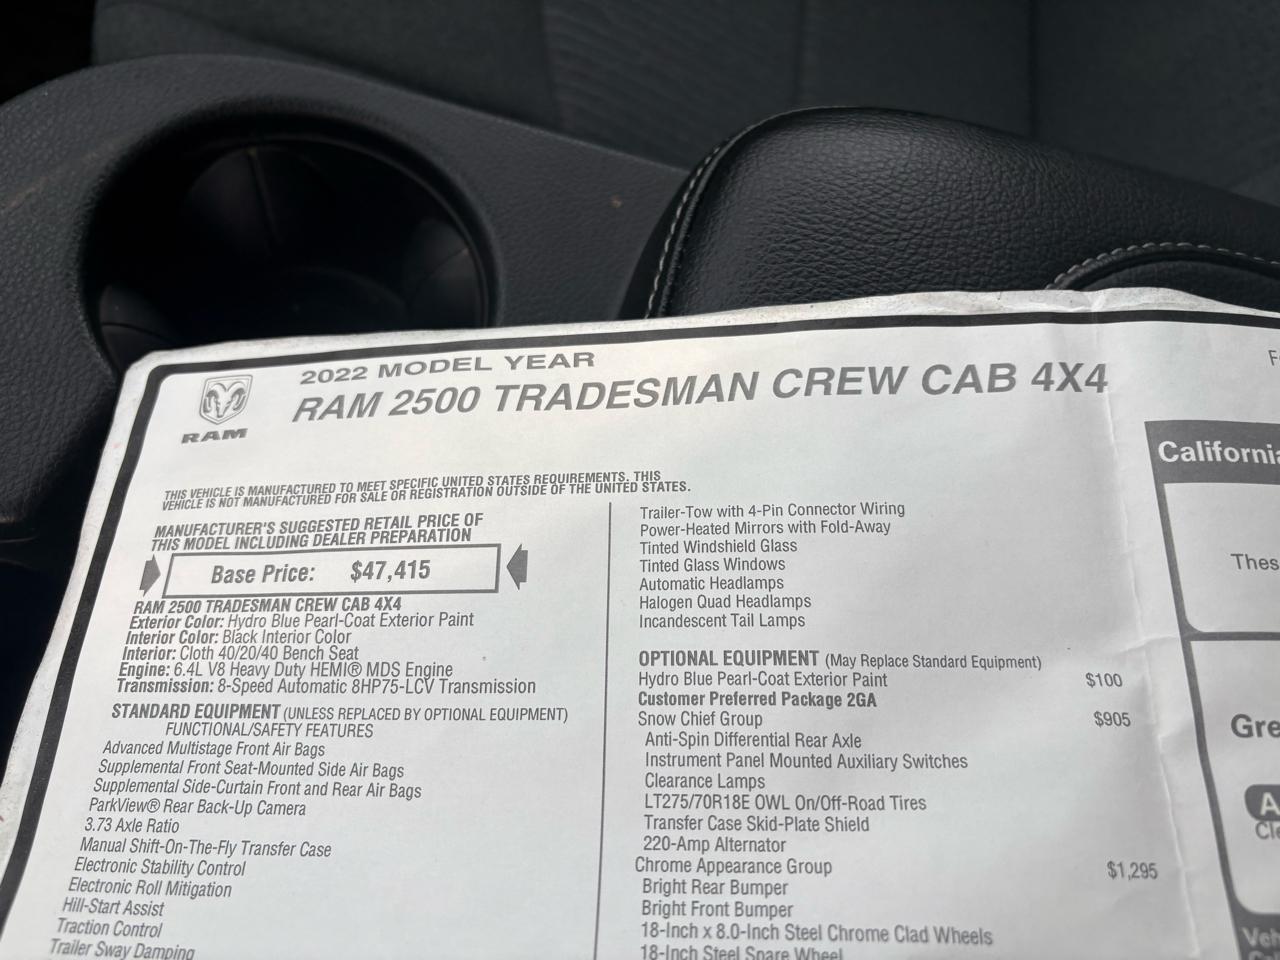 RAM
2022 MODEL YEAR
RAM 2500 TRADESMAN CREW CAB 4X4
THIS VEHICLE IS MANUFACTURED TO MEET SPECIFIC UNITED STATES REQUIREMENTS. THIS
VEHICLE IS NOT MANUFACTURED FOR SALE OR REGISTRATION OUTSIDE OF THE UNITED STATES.
MANUFACTURER'S SUGGESTED RETAIL PRICE OF
THIS MODEL INCLUDING DEALER PREPARATION
Base Price: $47,415
RAM 2500 TRADESMAN CREW CAB 4X4
Exterior Color: Hydro Blue Pearl-Coat Exterior Paint
Interior Color: Black Interior Color
Interior: Cloth 40/20/40 Bench Seat
Engine: 6.4L V8 Heavy Duty HEMI® MDS Engine
Transmission: 8-Speed Automatic 8HP75-LCV Transmission
STANDARD EQUIPMENT (UNLESS REPLACED BY OPTIONAL EQUIPMENT)
FUNCTIONAL/SAFETY FEATURES
Advanced Multistage Front Air Bags
Supplemental Front Seat-Mounted Side Air Bags
Supplemental Side-Curtain Front and Rear Air Bags
ParkView® Rear Back-Up Camera
3.73 Axle Ratio
Manual Shift-On-The-Fly Transfer Case
Electronic Stability Control
Electronic Roll Mitigation
Hill-Start Assist
Traction Control
Trailer Sway Damping
Trailer-Tow with 4-Pin Connector Wiring
Power-Heated Mirrors with Fold-Away
Tinted Windshield Glass
Tinted Glass Windows
Automatic Headlamps
Halogen Quad Headlamps
Incandescent Tail Lamps
OPTIONAL EQUIPMENT (May Replace Standard Equipment)
Hydro Blue Pearl-Coat Exterior Paint $100
Customer Preferred Package 2GA
Snow Chief Group $905
Anti-Spin Differential Rear Axle
Instrument Panel Mounted Auxiliary Switches
Clearance Lamps
LT275/70R18E OWL On/Off-Road Tires
Transfer Case Skid-Plate Shield
220-Amp Alternator
Chrome Appearance Group $1,295
Bright Rear Bumper
Bright Front Bumper
18-Inch x 8.0-Inch Steel Chrome Clad Wheels
18-Inch Steel Spare Wheel
California
Thes
Gre
A